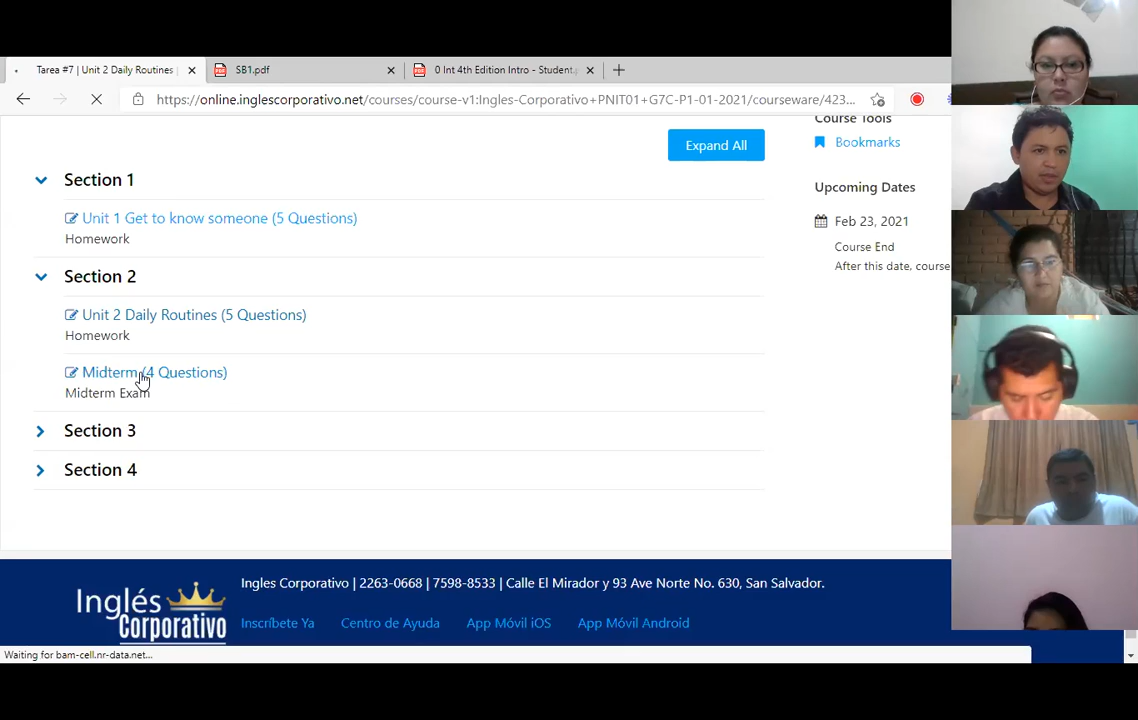 Tarea #7 | Unit 2 Daily Routines
SB1.pdf
0 Int 4th Edition Intro - Student.
https://online.inglescorporativo.net/courses/course-v1:Ingles-Corporativo+PNIT01+G7C-P1-01-2021/courseware/423...
Expand All
Course Tools
Bookmarks
Upcoming Dates
Feb 23, 2021
Course End
After this date, course
Section 1
Unit 1 Get to know someone (5 Questions)
Homework
Section 2
Unit 2 Daily Routines (5 Questions)
Homework
Midterm (4 Questions)
Midterm Exam
Section 3
Section 4
Inglés
Corporativo
Ingles Corporativo | 2263-0668 | 7598-8533 | Calle El Mirador y 93 Ave Norte No. 630, San Salvador.
Inscríbete Ya
Centro de Ayuda
App Móvil iOS
App Móvil Android
Waiting for bam-cell.nr-data.net...